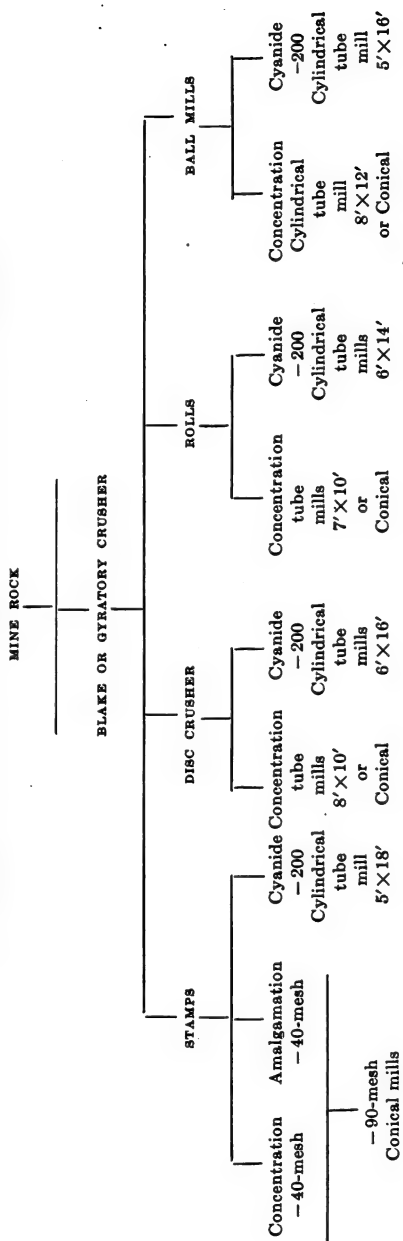 MINE ROCK
BLAKE OR GYRATORY CRUSHER
STAMPS
Concentration
−40-mesh
Amalgamation
−40-mesh
−90-mesh
Conical mills
Cyanide
−200
Cylindrical
tube
mill
5′×18′
DISC CRUSHER
Concentration
tube
mills
8′×10′
or
Conical
Cyanide
−200
Cylindrical
tube
mills
6′×16′
ROLLS
Concentration
tube
mills
7′×10′
or
Conical
Cyanide
−200
Cylindrical
tube
mills
6′×14′
BALL MILLS
Concentration
Cylindrical
tube
mill
8′×12′
or Conical
Cyanide
−200
Cylindrical
tube
mill
5′×16′